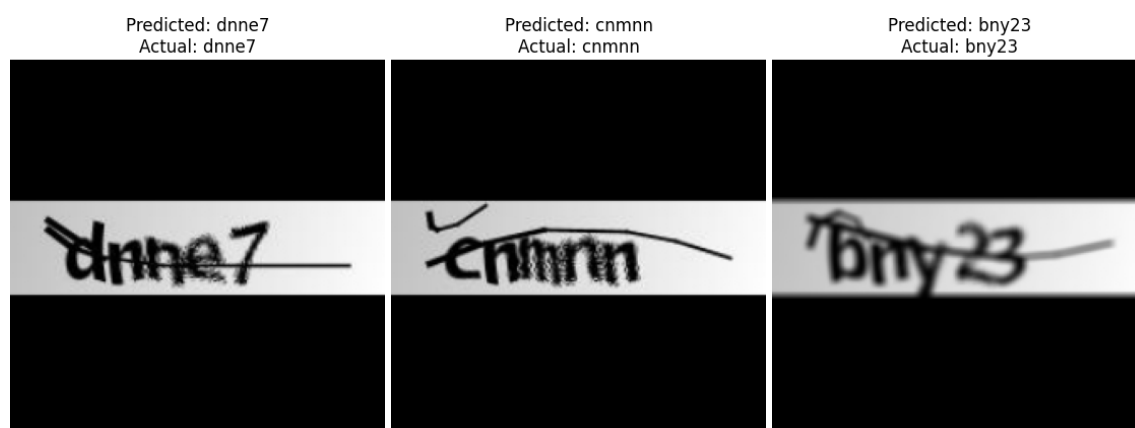 Predicted: dnne7
Actual: dnne7
dnne7
Predicted: cnmnn
Actual: cnmnn
cnmnn
Predicted: bny23
Actual: bny23
bny23